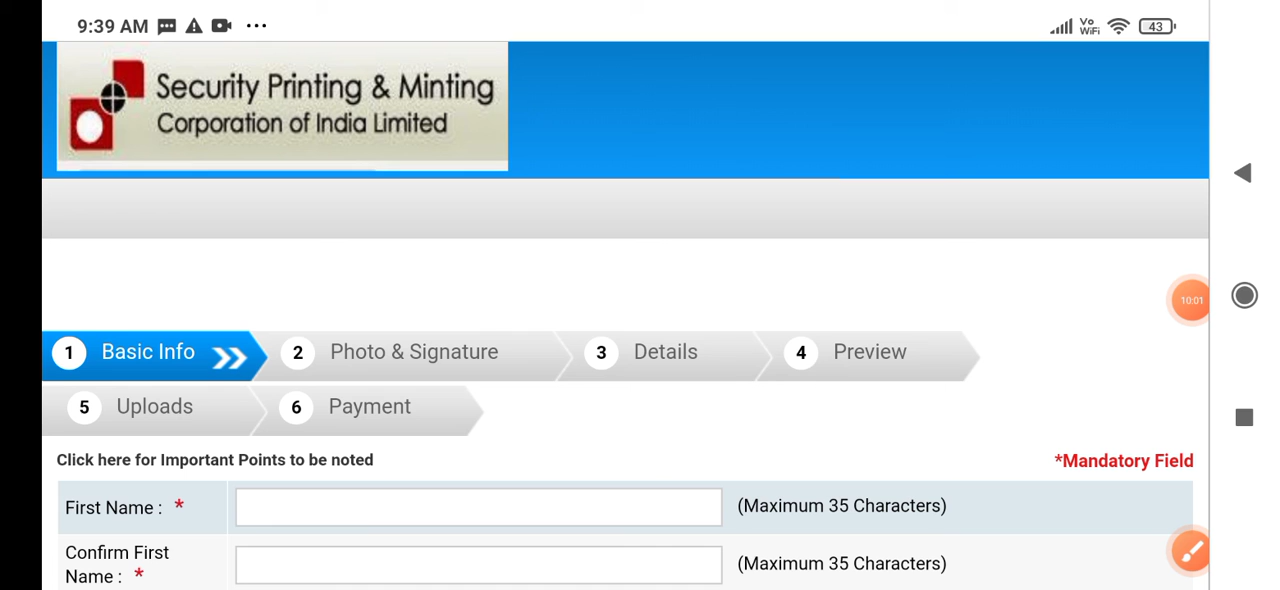 9:39 AM ...
Vo
WiFi
43
Security Printing & Minting
Corporation of India Limited
10:01
1 Basic Info
2 Photo & Signature
3 Details
4 Preview
5 Uploads
6 Payment
Click here for Important Points to be noted
*Mandatory Field
First Name : *
(Maximum 35 Characters)
Confirm First
Name : *
(Maximum 35 Characters)